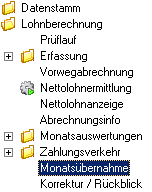 Datenstamm
Lohnberechnung
Prüflauf
Erfassung
Vorwegabrechnung
Nettolohnermittlung
Nettolohnanzeige
Abrechnungsinfo
Monatsauswertungen
Zahlungsverkehr
Monatsübernahme
Korrektur / Rückblick